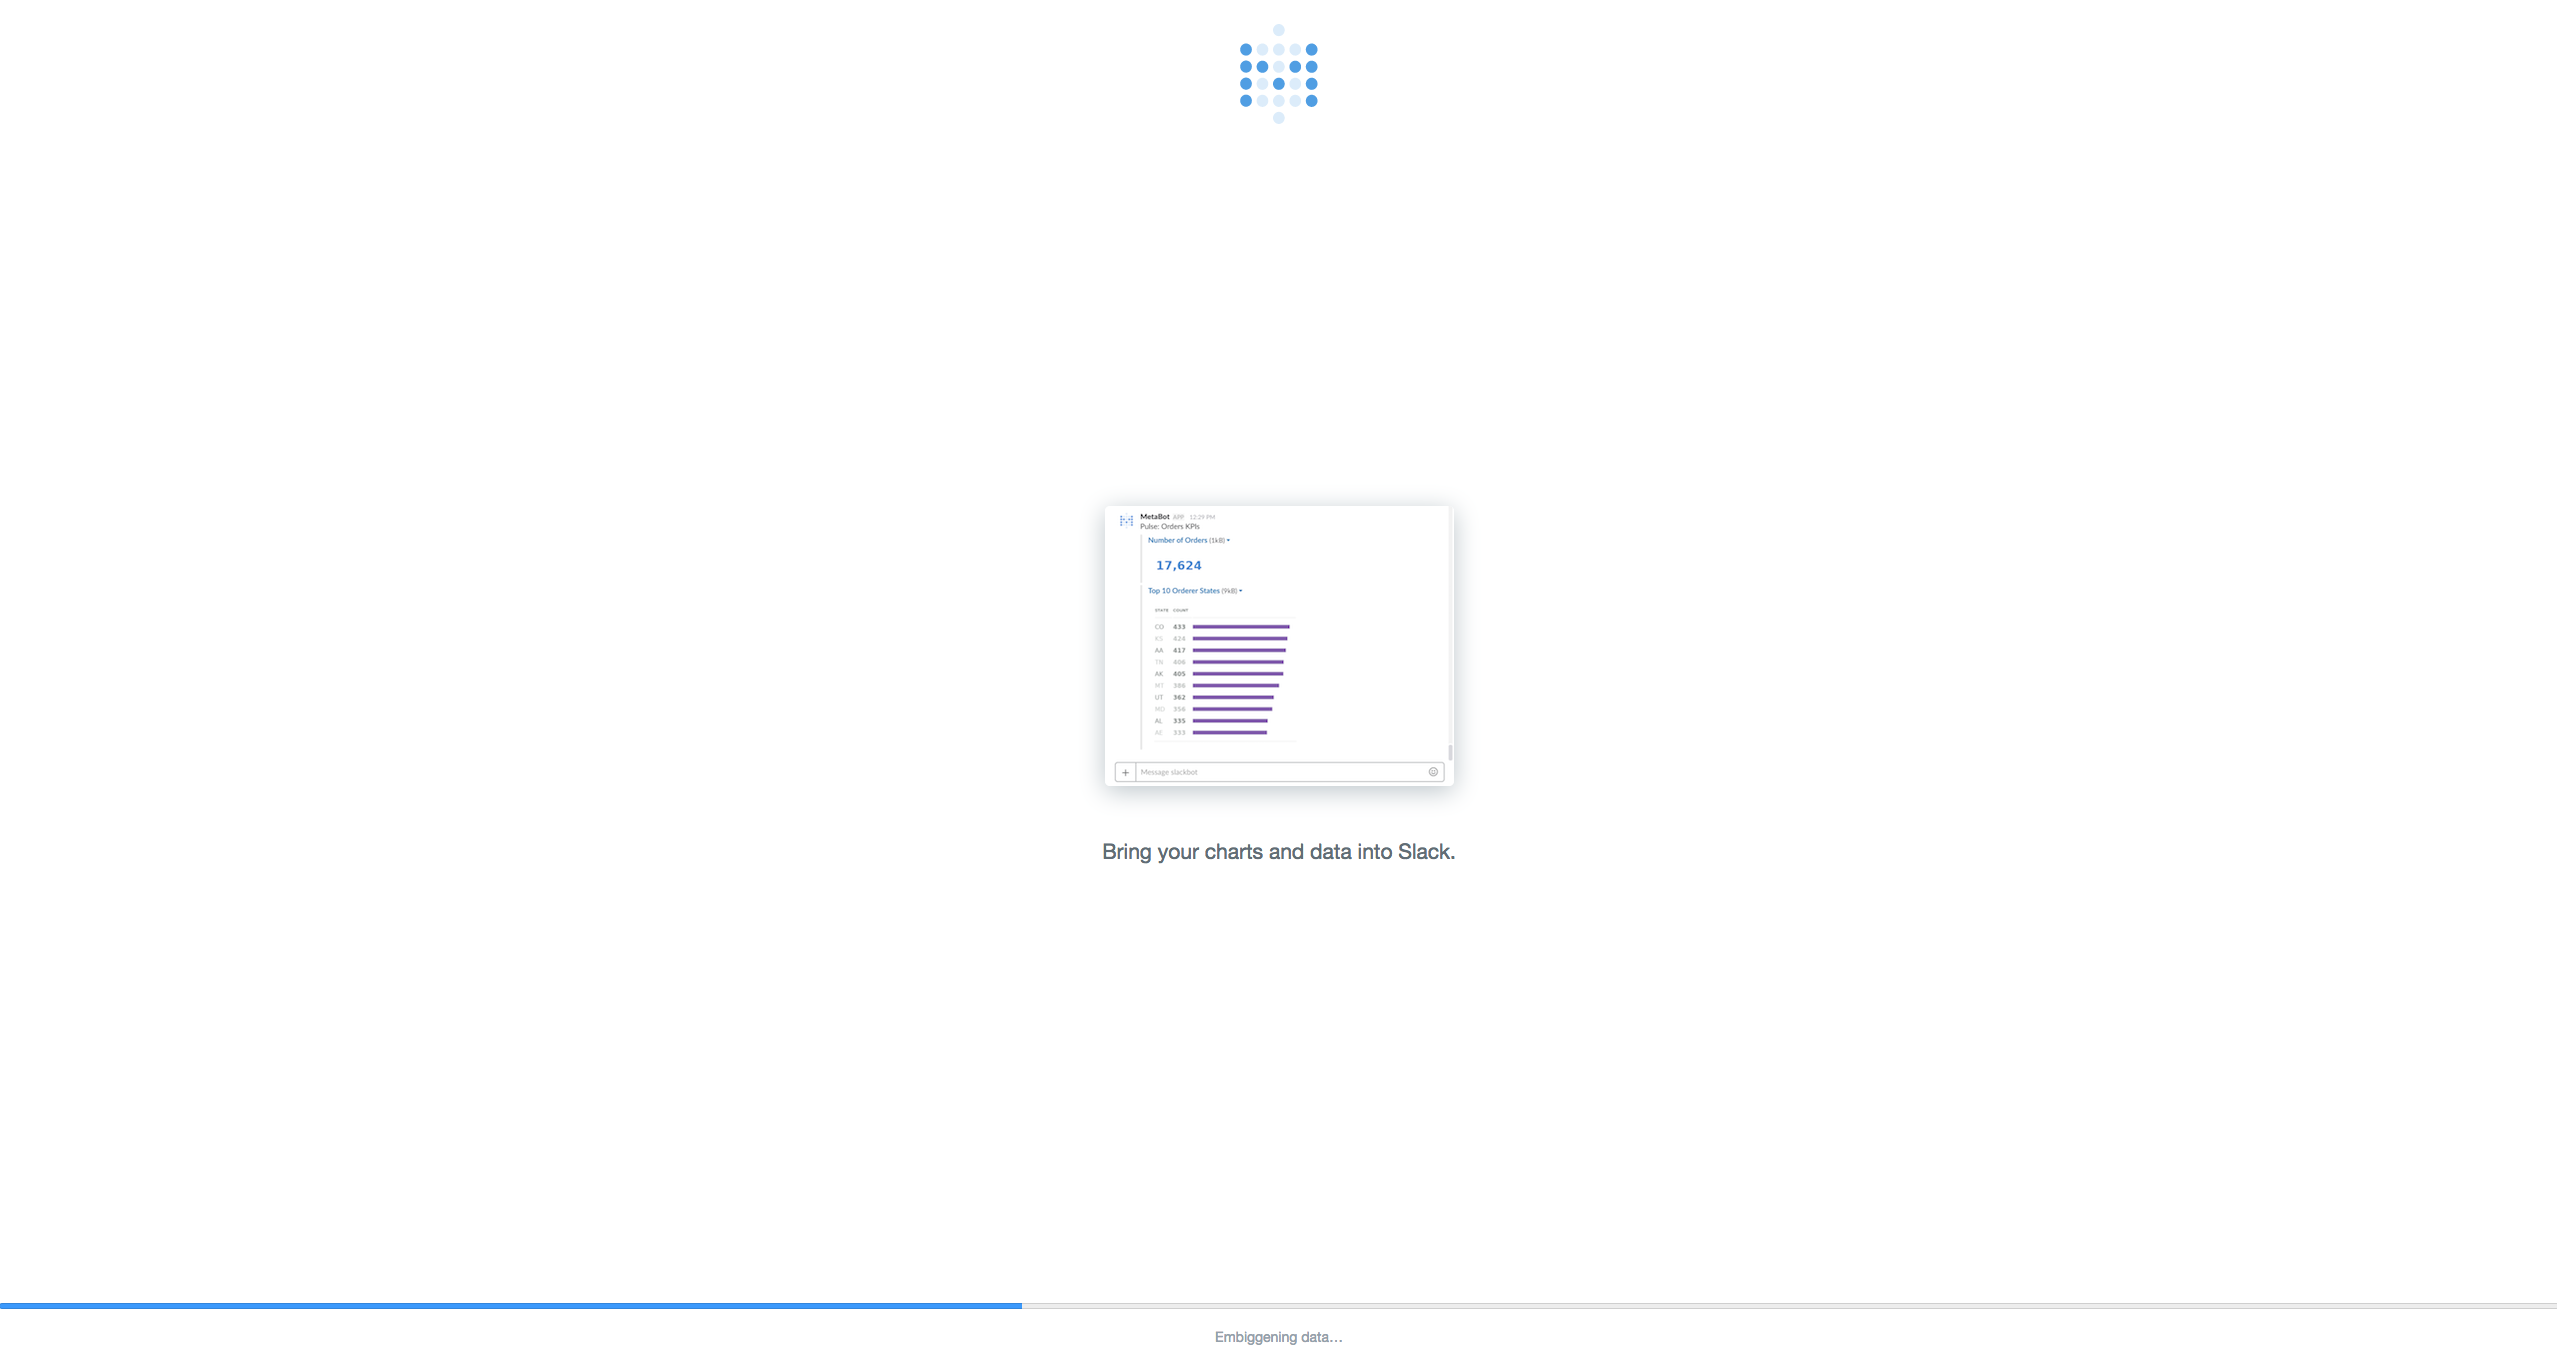 MetaBot APP 12:29 PM
Pulse: Orders KPIs
Number of Orders (1kB)
17,624
Top 10 Orderer States (9kB)
STATE COUNT
CO 433
KS 424
AA 417
TN 406
AK 405
MT 386
UT 362
MO 356
AL 335
AE 333
+ Message slackbot
Bring your charts and data into Slack.
Embiggening data...